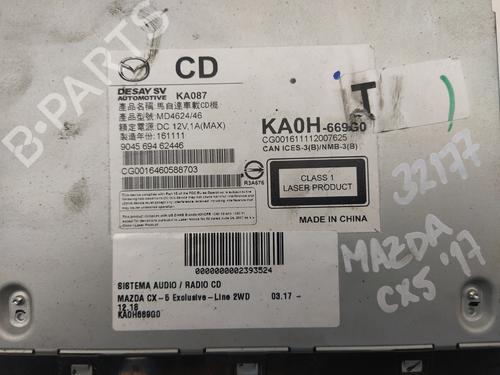 CD
DESAY SV
AUTOMOTIVE KA087
產品名稱:馬自達車載CD機
產品型號:MD4624/46
額定電源:DC 12V,1A(MAX)
製造年份:161111
9045 694 62446
CG0016460588703
R3A676
T
KA0H-669G0
CG001611112007625
CAN ICES-3(B)/NMB-3(B)
CLASS 1
LASER PRODUCT
MADE IN CHINA
33177
MAZDA
CX5 '17
0000000002393524
SISTEMA AUDIO / RADIO CD
MAZDA CX-5 Exclusive-Line 2WD 03.17 -
12.18
KA0H669G0
B-PARTS